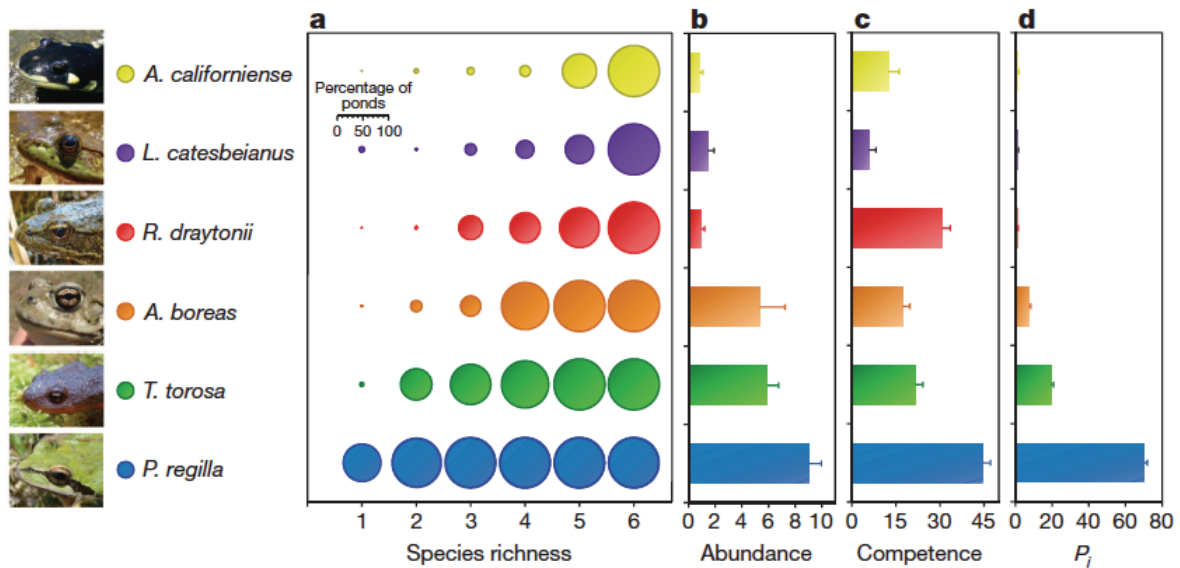 a b c d
A. californiense
Percentage of
ponds
0 50 100
L. catesbeianus
R. draytonii
A. boreas
T. torosa
P. regilla
1 2 3 4 5 6
0 2 4 6 8 10
0 15 30 45
0 20 40 60 80
Species richness
Abundance
Competence
Pi